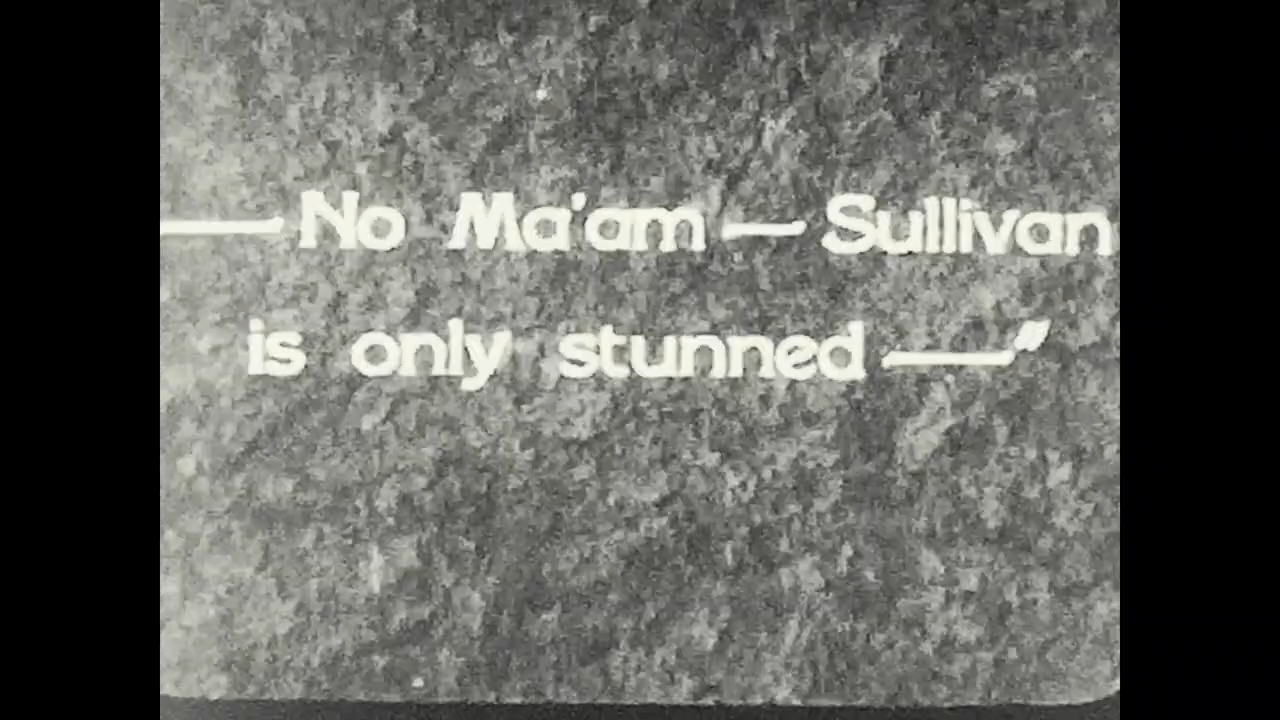 — No Ma'am — Sullivan
is only stunned —"